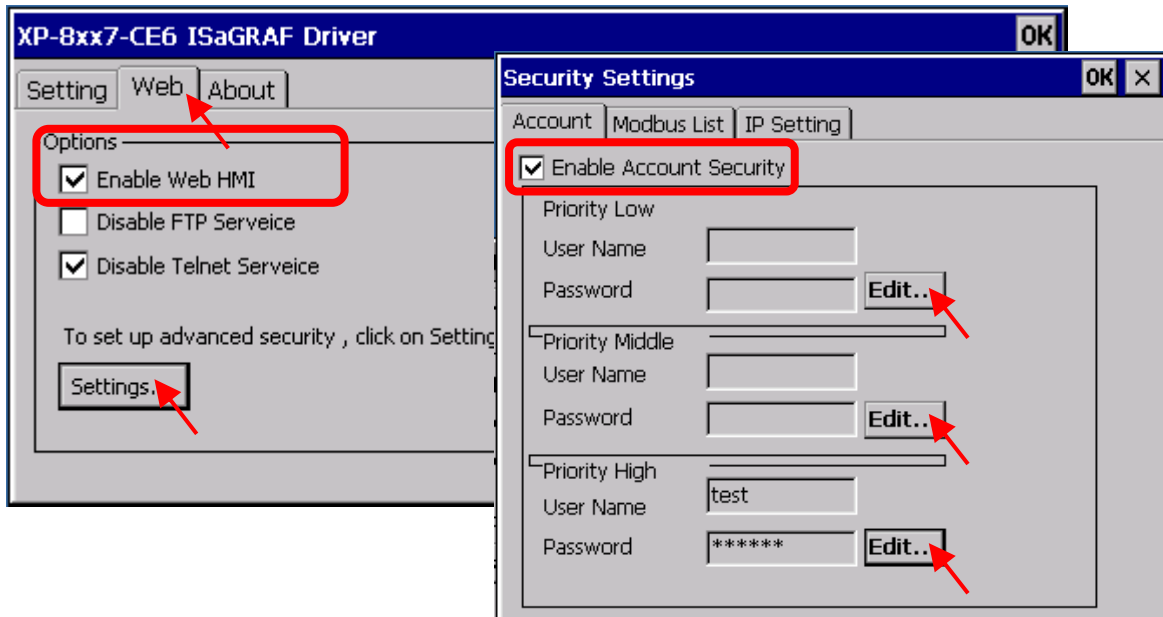 XP-8xx7-CE6 ISaGRAF Driver
OK
Setting Web About
Options
Enable Web HMI
Disable FTP Serveice
Disable Telnet Serveice
To set up advanced security , click on Setting
Settings.
Security Settings
OK ×
Account Modbus List IP Setting
Enable Account Security
Priority Low
User Name
Password Edit..
Priority Middle
User Name
Password Edit..
Priority High
User Name test
Password ****** Edit..